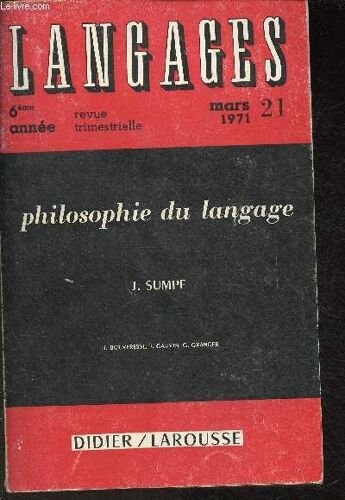 www.le-livre.com
LANGAGES
6ème année
revue trimestrielle
mars 1971
21
philosophie du langage
J. SUMPF
J. BOUVERESSE, J. GAUVIN, G. GRANGER
DIDIER/LAROUSSE